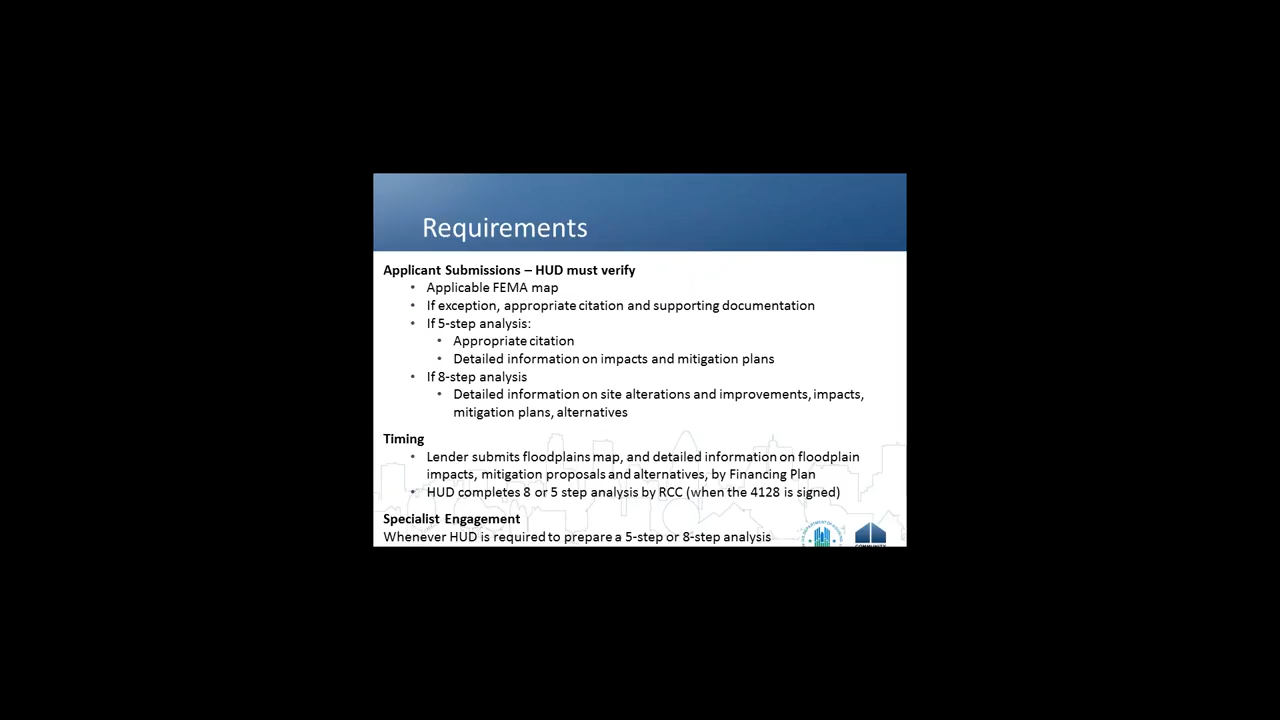 Requirements
Applicant Submissions – HUD must verify
• Applicable FEMA map
• If exception, appropriate citation and supporting documentation
• If 5-step analysis:
• Appropriate citation
• Detailed information on impacts and mitigation plans
• If 8-step analysis
• Detailed information on site alterations and improvements, impacts,
mitigation plans, alternatives
Timing
• Lender submits floodplains map, and detailed information on floodplain
impacts, mitigation proposals and alternatives, by Financing Plan
• HUD completes 8 or 5 step analysis by RCC (when the 4128 is signed)
Specialist Engagement
Whenever HUD is required to prepare a 5-step or 8-step analysis
COMMUNITY